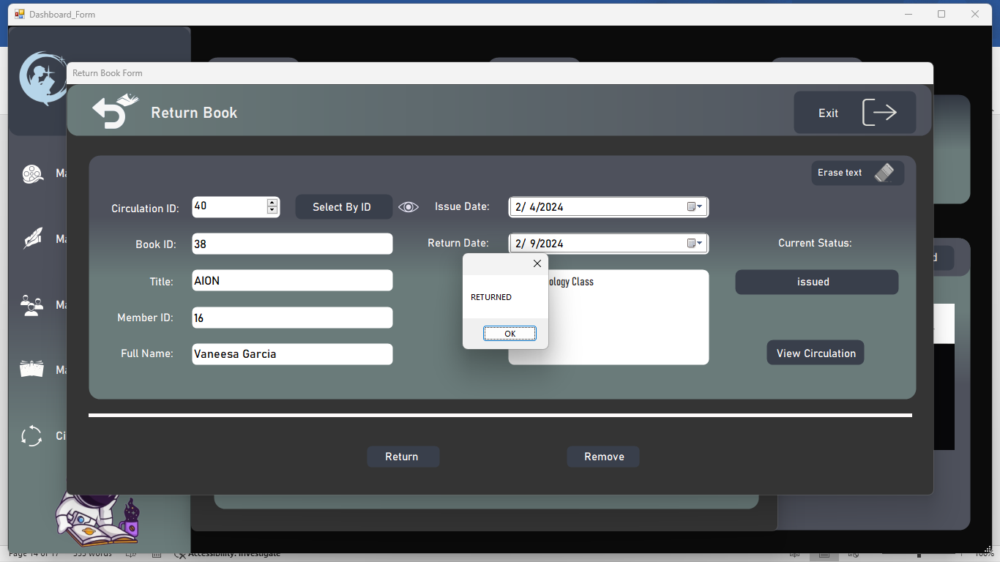 Dashboard_Form
Return Book Form
Return Book
Exit
Erase text
Circulation ID:
40
Select By ID
Issue Date:
2/ 4/2024
Book ID:
38
Return Date:
2/ 9/2024
Current Status:
Title:
AION
ology Class
issued
RETURNED
OK
Member ID:
16
Full Name:
Vaneesa Garcia
View Circulation
Return
Remove
Ma
Ma
Ma
Ma
Ci
d
Page 14 of 17
Accessibility: Investigate
100%